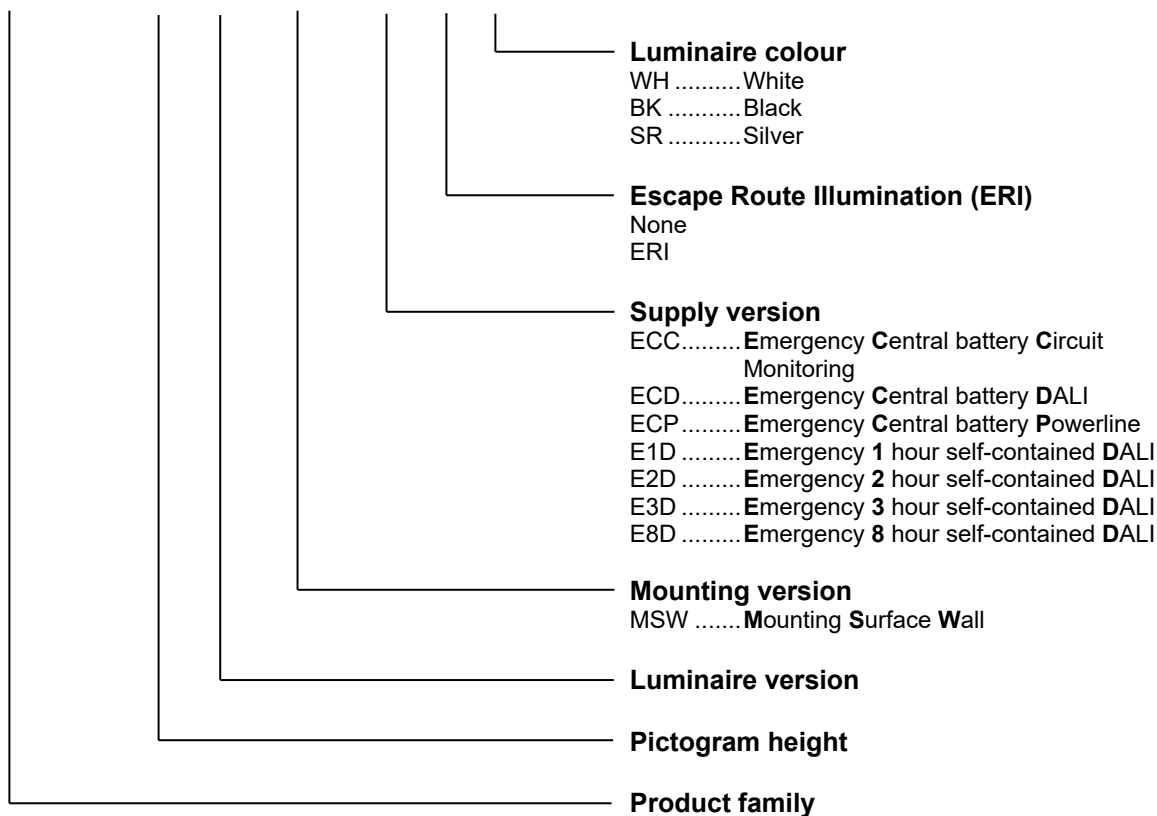 Luminaire colour
WH ..........White
BK ...........Black
SR ...........Silver
Escape Route Illumination (ERI)
None
ERI
Supply version
ECC.........Emergency Central battery Circuit
Monitoring
ECD.........Emergency Central battery DALI
ECP.........Emergency Central battery Powerline
E1D .........Emergency 1 hour self-contained DALI
E2D .........Emergency 2 hour self-contained DALI
E3D .........Emergency 3 hour self-contained DALI
E8D .........Emergency 8 hour self-contained DALI
Mounting version
MSW .......Mounting Surface Wall
Luminaire version
Pictogram height
Product family